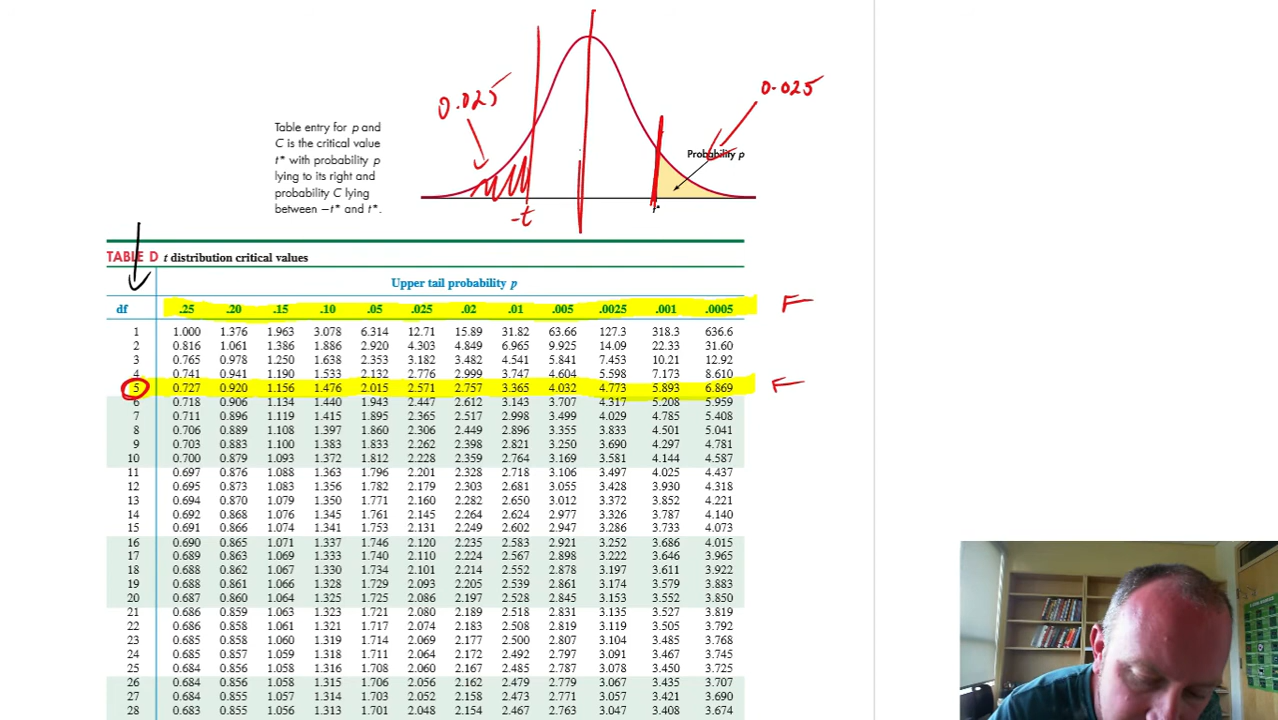 0.025
0.025
Table entry for p and
C is the critical value
t* with probability p
lying to its right and
probability C lying
between −t* and t*.
Probability p
-t
t*
TABLE D t distribution critical values
Upper tail probability p
df .25 .20 .15 .10 .05 .025 .02 .01 .005 .0025 .001 .0005
1 1.000 1.376 1.963 3.078 6.314 12.71 15.89 31.82 63.66 127.3 318.3 636.6
2 0.816 1.061 1.386 1.886 2.920 4.303 4.849 6.965 9.925 14.09 22.33 31.60
3 0.765 0.978 1.250 1.638 2.353 3.182 3.482 4.541 5.841 7.453 10.21 12.92
4 0.741 0.941 1.190 1.533 2.132 2.776 2.999 3.747 4.604 5.598 7.173 8.610
5 0.727 0.920 1.156 1.476 2.015 2.571 2.757 3.365 4.032 4.773 5.893 6.869
6 0.718 0.906 1.134 1.440 1.943 2.447 2.612 3.143 3.707 4.317 5.208 5.959
7 0.711 0.896 1.119 1.415 1.895 2.365 2.517 2.998 3.499 4.029 4.785 5.408
8 0.706 0.889 1.108 1.397 1.860 2.306 2.449 2.896 3.355 3.833 4.501 5.041
9 0.703 0.883 1.100 1.383 1.833 2.262 2.398 2.821 3.250 3.690 4.297 4.781
10 0.700 0.879 1.093 1.372 1.812 2.228 2.359 2.764 3.169 3.581 4.144 4.587
11 0.697 0.876 1.088 1.363 1.796 2.201 2.328 2.718 3.106 3.497 4.025 4.437
12 0.695 0.873 1.083 1.356 1.782 2.179 2.303 2.681 3.055 3.428 3.930 4.318
13 0.694 0.870 1.079 1.350 1.771 2.160 2.282 2.650 3.012 3.372 3.852 4.221
14 0.692 0.868 1.076 1.345 1.761 2.145 2.264 2.624 2.977 3.326 3.787 4.140
15 0.691 0.866 1.074 1.341 1.753 2.131 2.249 2.602 2.947 3.286 3.733 4.073
16 0.690 0.865 1.071 1.337 1.746 2.120 2.235 2.583 2.921 3.252 3.686 4.015
17 0.689 0.863 1.069 1.333 1.740 2.110 2.224 2.567 2.898 3.222 3.646 3.965
18 0.688 0.862 1.067 1.330 1.734 2.101 2.214 2.552 2.878 3.197 3.611 3.922
19 0.688 0.861 1.066 1.328 1.729 2.093 2.205 2.539 2.861 3.174 3.579 3.883
20 0.687 0.860 1.064 1.325 1.725 2.086 2.197 2.528 2.845 3.153 3.552 3.850
21 0.686 0.859 1.063 1.323 1.721 2.080 2.189 2.518 2.831 3.135 3.527 3.819
22 0.686 0.858 1.061 1.321 1.717 2.074 2.183 2.508 2.819 3.119 3.505 3.792
23 0.685 0.858 1.060 1.319 1.714 2.069 2.177 2.500 2.807 3.104 3.485 3.768
24 0.685 0.857 1.059 1.318 1.711 2.064 2.172 2.492 2.797 3.091 3.467 3.745
25 0.684 0.856 1.058 1.316 1.708 2.060 2.167 2.485 2.787 3.078 3.450 3.725
26 0.684 0.856 1.058 1.315 1.706 2.056 2.162 2.479 2.779 3.067 3.435 3.707
27 0.684 0.855 1.057 1.314 1.703 2.052 2.158 2.473 2.771 3.057 3.421 3.690
28 0.683 0.855 1.056 1.313 1.701 2.048 2.154 2.467 2.763 3.047 3.408 3.674